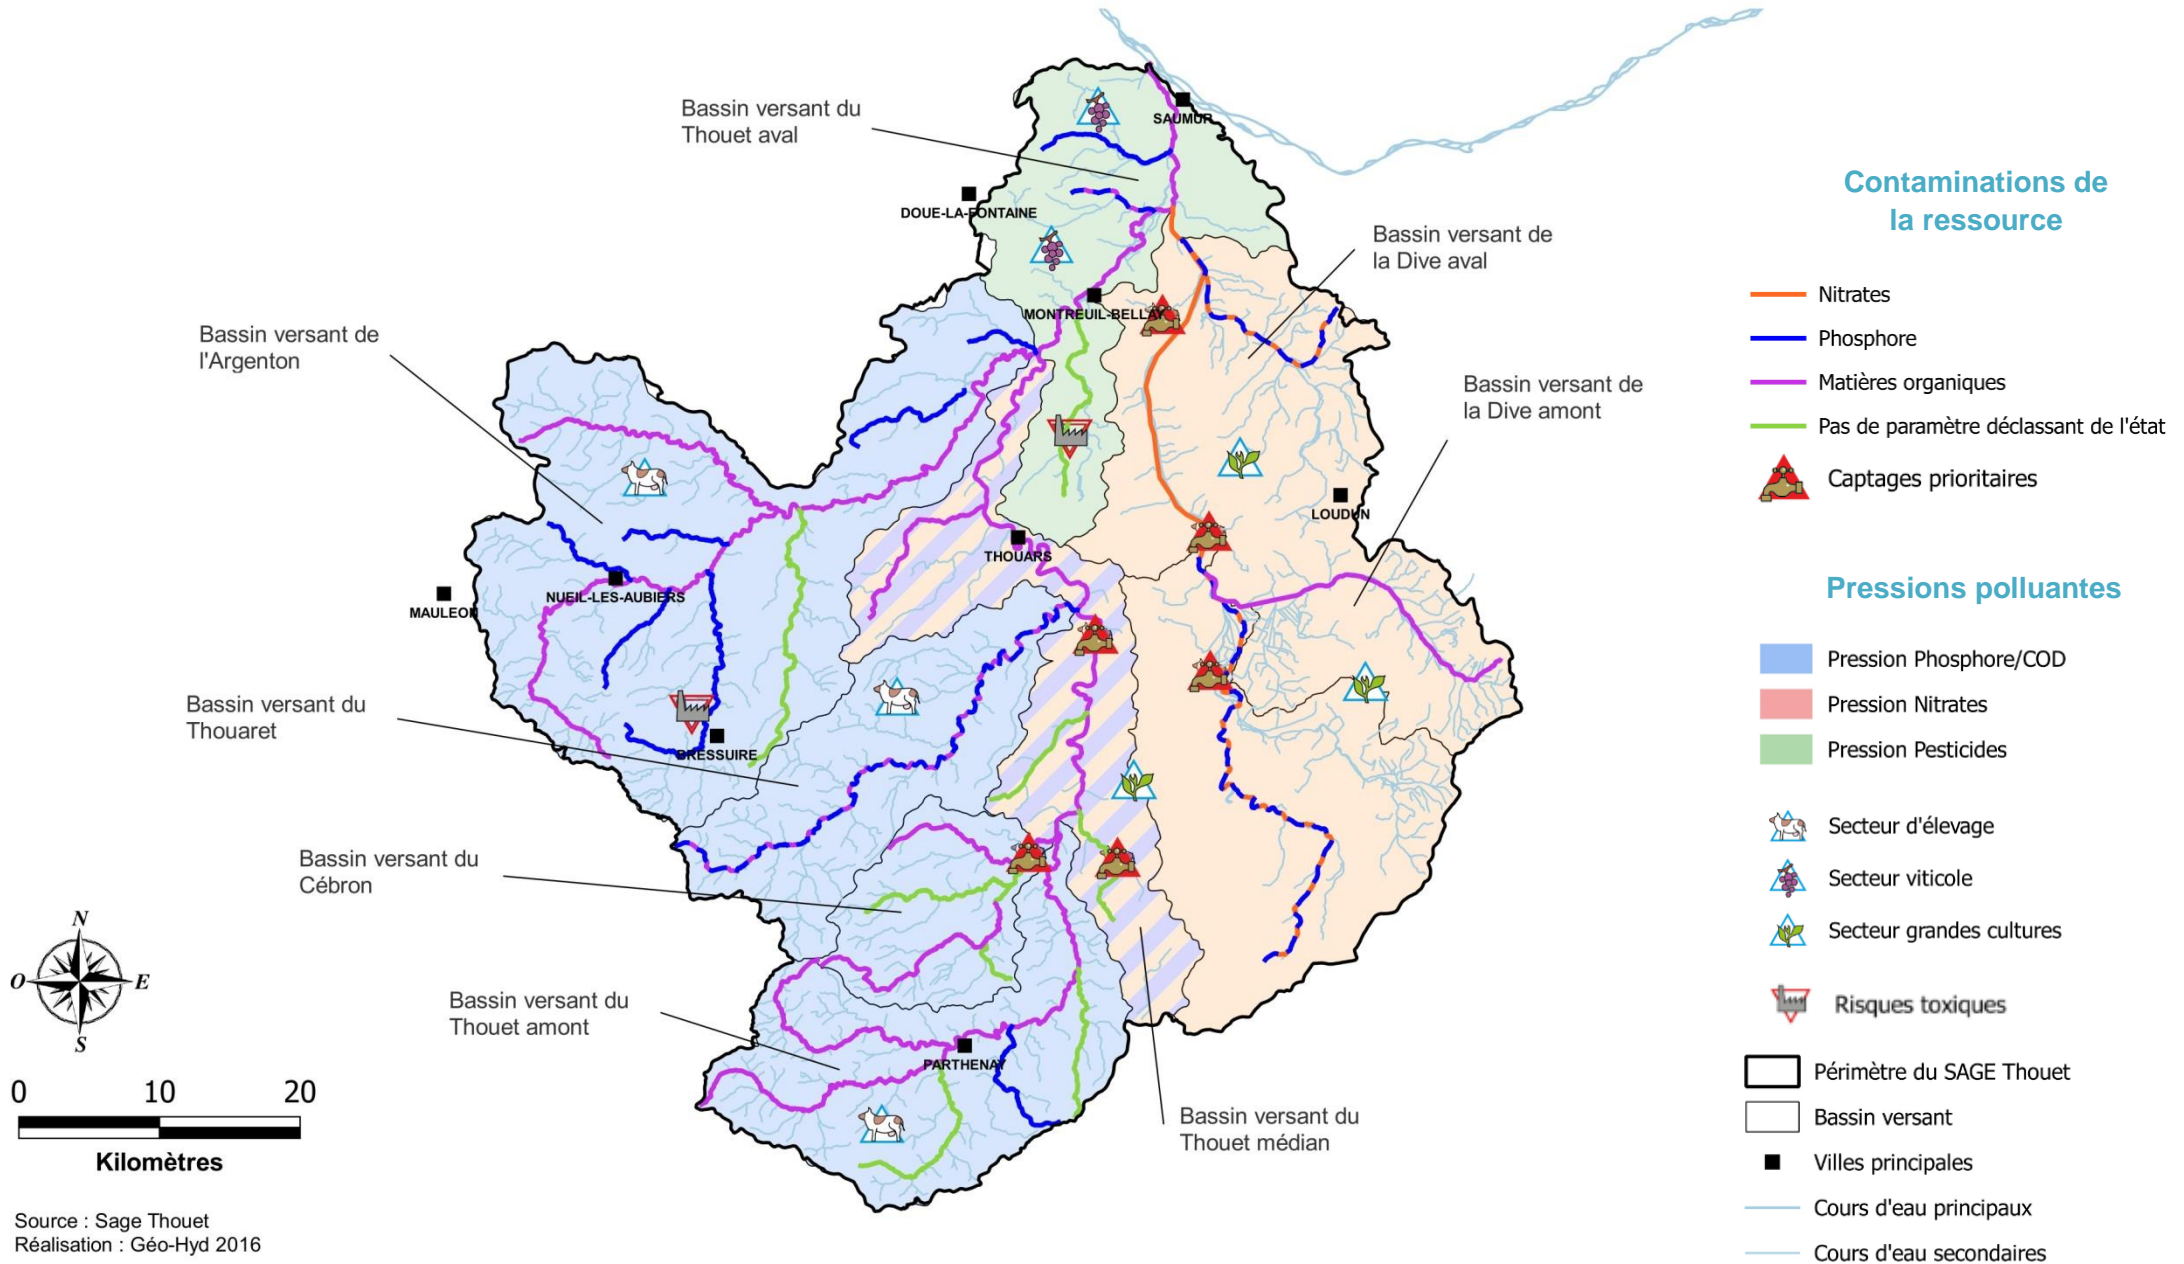 Bassin versant du
Thouet aval
SAUMUR
DOUE-LA-FONTAINE
Bassin versant de
la Dive aval
MONTREUIL-BELLAY
Bassin versant de
l'Argenton
Bassin versant de
la Dive amont
LOUDUN
THOUARS
NUEIL-LES-AUBIERS
MAULEON
Bassin versant du
Thouaret
BRESSUIRE
Bassin versant du
Cébron
Bassin versant du
Thouet amont
PARTHENAY
Bassin versant du
Thouet médian
N
O
E
S
0 10 20
Kilomètres
Source : Sage Thouet
Réalisation : Géo-Hyd 2016
Contaminations de
la ressource
Nitrates
Phosphore
Matières organiques
Pas de paramètre déclassant de l'état
Captages prioritaires
Pressions polluantes
Pression Phosphore/COD
Pression Nitrates
Pression Pesticides
Secteur d'élevage
Secteur viticole
Secteur grandes cultures
Risques toxiques
Périmètre du SAGE Thouet
Bassin versant
Villes principales
Cours d'eau principaux
Cours d'eau secondaires